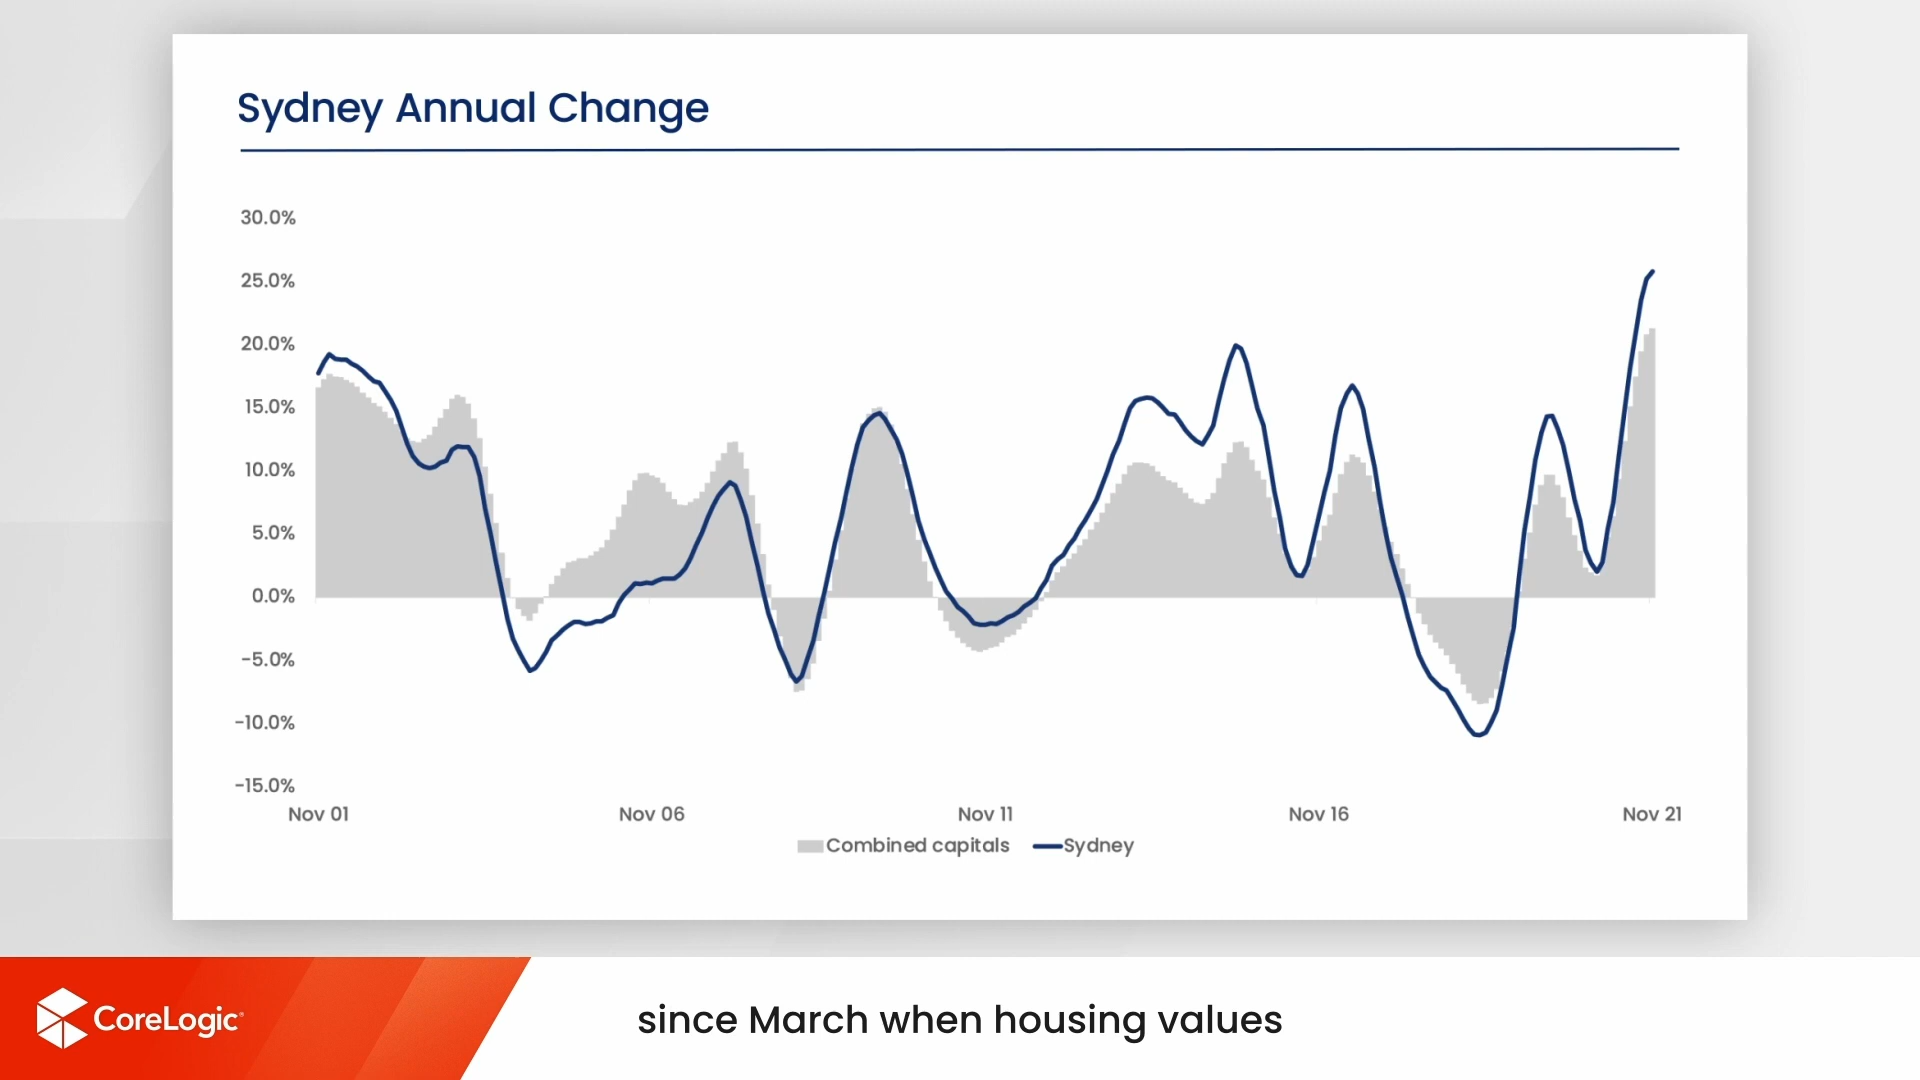 Sydney Annual Change
30.0%
25.0%
20.0%
15.0%
10.0%
5.0%
0.0%
-5.0%
-10.0%
-15.0%
Nov 01 Nov 06 Nov 11 Nov 16 Nov 21
Combined capitals Sydney
CoreLogic
since March when housing values